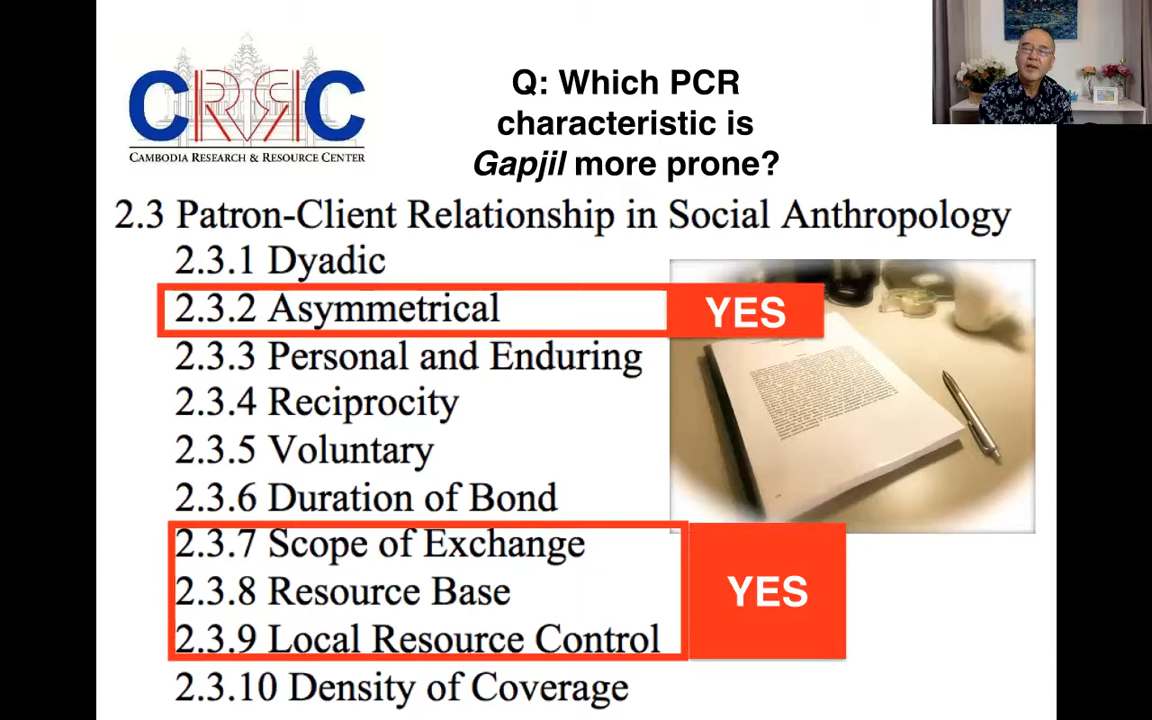 CRRC
CAMBODIA RESEARCH & RESOURCE CENTER
Q: Which PCR
characteristic is
Gapjil more prone?
2.3 Patron-Client Relationship in Social Anthropology
2.3.1 Dyadic
2.3.2 Asymmetrical
YES
2.3.3 Personal and Enduring
2.3.4 Reciprocity
2.3.5 Voluntary
2.3.6 Duration of Bond
2.3.7 Scope of Exchange
2.3.8 Resource Base
YES
2.3.9 Local Resource Control
2.3.10 Density of Coverage